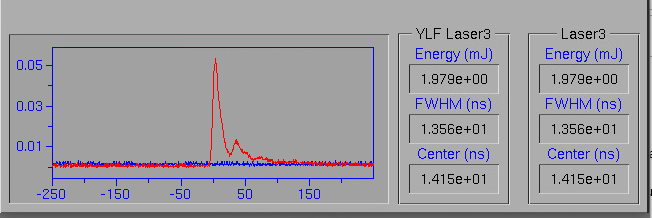 YLF Laser3
Laser3
Energy (mJ)
Energy (mJ)
1.979e+00
1.979e+00
FWHM (ns)
FWHM (ns)
1.356e+01
1.356e+01
Center (ns)
Center (ns)
1.415e+01
1.415e+01
0.05
0.03
0.01
-250 -150 -50 50 150